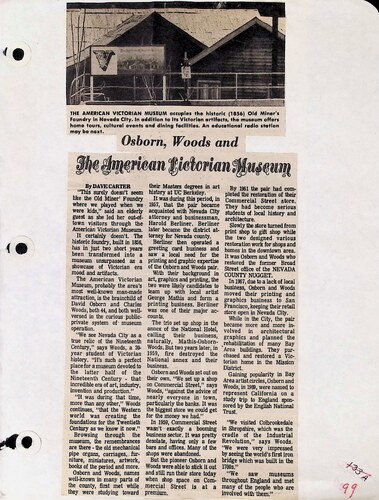 THE AMERICAN VICTORIAN MUSEUM occupies the historic (1856) Old Miner's
Foundry in Nevada City. In addition to its Victorian artifacts, the museum offers
home tours, cultural events and dining facilities. An educational radio station
may be next.
Osborn, Woods and
The American Victorian Museum
By DAVE CARTER
"This surely doesn't seem
like the Old Miner' Foundry
where we played when we
were kids," said an elderly
guest as she led her out-of-
town visitors through the
American Victorian Museum.
It certainly doesn't. The
historic foundry, built in 1856,
has in just two short years
been transformed into a
museum unsurpassed as a
showcase of Victorian era
mood and artifacts.
The American Victorian
Museum, probably the area's
most well-known man-made
attraction, is the brainchild of
David Osborn and Charles
Woods, both 44, and both well-
versed in the curious public-
private system of museum
operation.
"We see Nevada City as a
true relic of the Nineteenth
Century," says Woods, a
year student of Victorian
history. "It's such a perfect
place for a museum devoted to
the latter half of the
Nineteenth Century - that
incredible era of art, industry,
invention and production."
"It was during that time,
more than any other," Woods
continues, "that the Western
world was creating the
foundations for the Twentieth
Century as we know it now."
Browsing through the
museum, the remembrances
are there - the old mechanical
pipe organs, carriages, fur-
niture, miniatures, artwork,
books of the period and more.
Osborn and Woods, names
well-known in many parts of
the county, first met while
they were studying toward
their Masters degrees in art
history at UC Berkeley.
It was during this period, in
1957, that the pair became
acquainted with Nevada City
attorney and businessman,
Harold Berliner. Berliner
later became the district at-
torney for Nevada county.
Berliner then operated a
greeting card business and
saw a local need for the
printing and graphic expertise
of the Osborn and Woods pair.
With their background in
art, graphics and printing, the
two were likely candidates to
team up with local artist
George Mathis and form a
printing business. Berliner
was one of their major ac-
counts.
The trio set up shop in the
annex of the National Hotel,
calling their business,
naturally, Mathis-Osborn-
Woods. But two years later, in
1959, fire destroyed the
National annex and their
business.
Osborn and Woods set out on
their own. "We set up a shop
on Commercial Street," says
Woods, "against the advice of
nearly everyone in town,
particularly the banks. It was
the biggest store we could get
for the money we had."
In 1959, Commercial Street
wasn't exactly a booming
business sector. It was pretty
desolate, having only a few
bars and offices. Many of the
shops were abandoned.
But the pioneer Osborn and
Woods were able to stick it out
and still run their store today
when shop space on Com-
mercial Street is at a
premium.
By 1961 the pair had com-
pleted the restoration of their
Commercial Street store.
They had become serious
students of local history and
architecture.
Slowly the store turned from
print shop to gift shop while
the two designed various
restoration work for shops and
homes in the downtown area.
It was Osborn and Woods who
restored the former Broad
Street office of the NEVADA
COUNTY NUGGET.
In 1967, due to a lack of local
business, Osborn and Woods
moved their printing and
graphics business to San
Francisco, keeping their retail
store open in Nevada City.
While in the City, the pair
became more and more in-
volved in architectural
graphics and planned the
rehabilitation of many Bay
Area buildings. They pur-
chased and restored a Vic-
torian home in the Mission
District.
Gaining popularity in Bay
Area artist circles, Osborn and
Woods, in 1969, were named to
represent California on a
study trip to England spon-
sored by the English National
Trust.
"We visited
in Shropshire, which was the
cradle of the Industrial
Revolution," says Woods.
"We were so impressed by
seeing the world's first iron
bridge which was built in the
"We saw museums
throughout England and met
many of the people who are
involved with them."
99